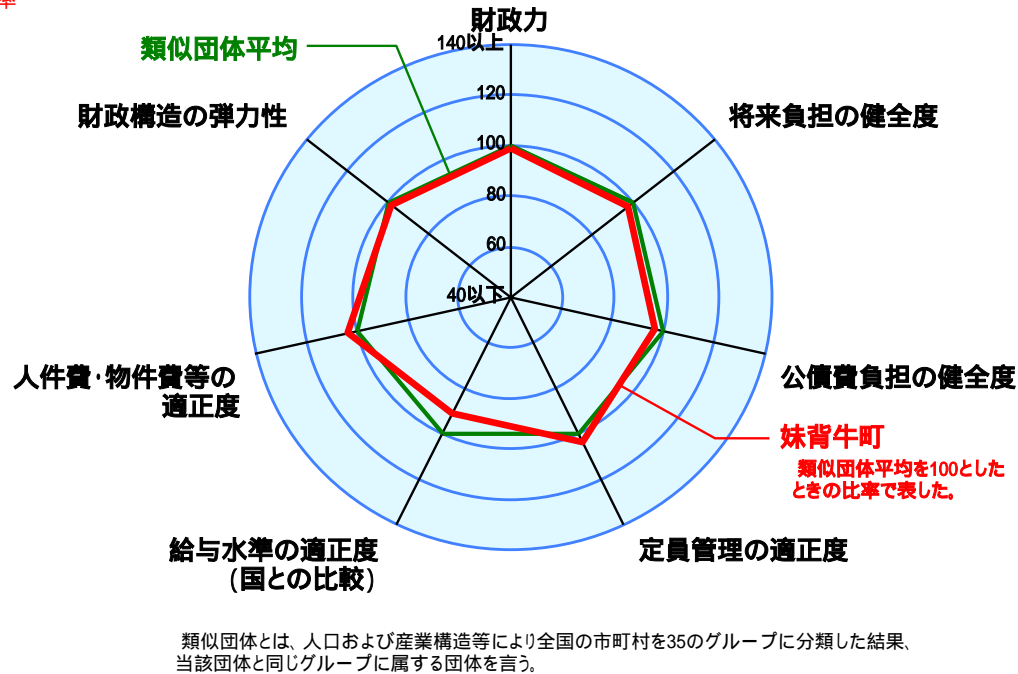 率
財政力
140以上
類似団体平均
120
財政構造の弾力性
将来負担の健全度
100
80
60
40以下
人件費・物件費等の
適正度
公債費負担の健全度
妹背牛町
類似団体平均を100とした
ときの比率で表した。
給与水準の適正度
(国との比較)
定員管理の適正度
類似団体とは、人口および産業構造等により全国の市町村を35のグループに分類した結果、
当該団体と同じグループに属する団体を言う。